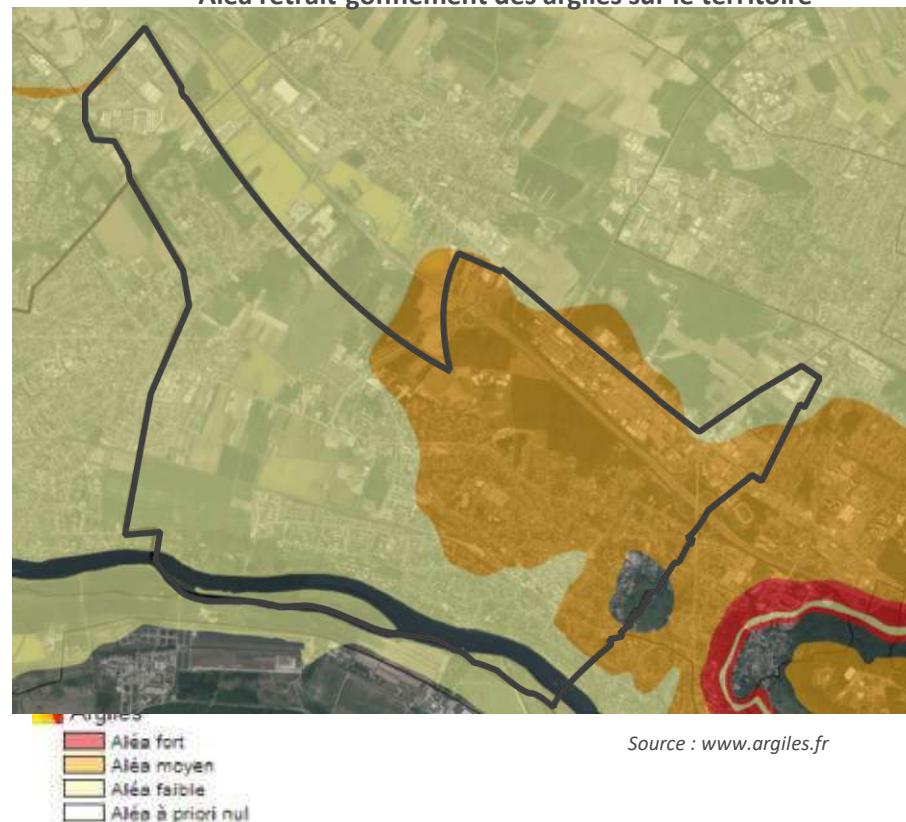 Aléa retrait-gonflement des argiles sur le territoire
Argiles
Aléa fort
Aléa moyen
Aléa faible
Aléa à priori nul
Source : www.argiles.fr